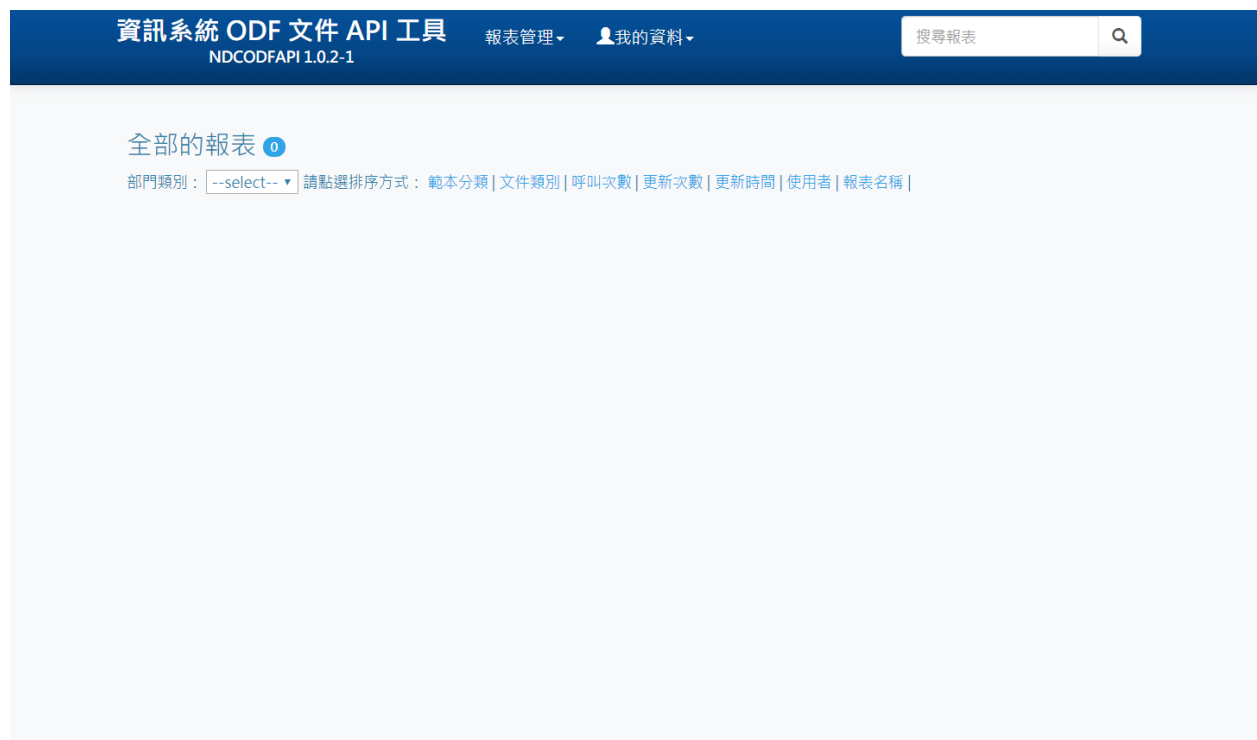 資訊系統 ODF 文件 API 工具
NDCODFAPI 1.0.2-1
報表管理 我的資料 搜尋報表
全部的報表 0
部門類別： --select-- 請點選排序方式： 範本分類 | 文件類別 | 呼叫次數 | 更新次數 | 更新時間 | 使用者 | 報表名稱 |